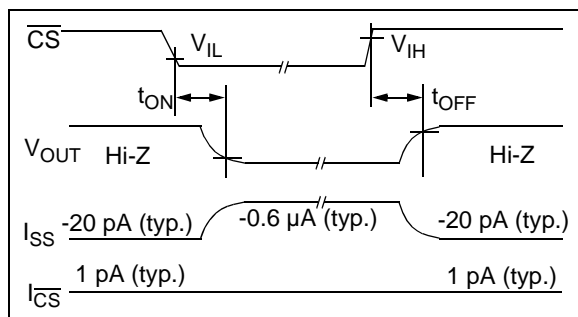 CS
V_IL
V_IH
t_ON
t_OFF
V_OUT
Hi-Z
Hi-Z
I_SS
-20 pA (typ.)
-0.6 µA (typ.)
-20 pA (typ.)
1 pA (typ.)
1 pA (typ.)
I_CS